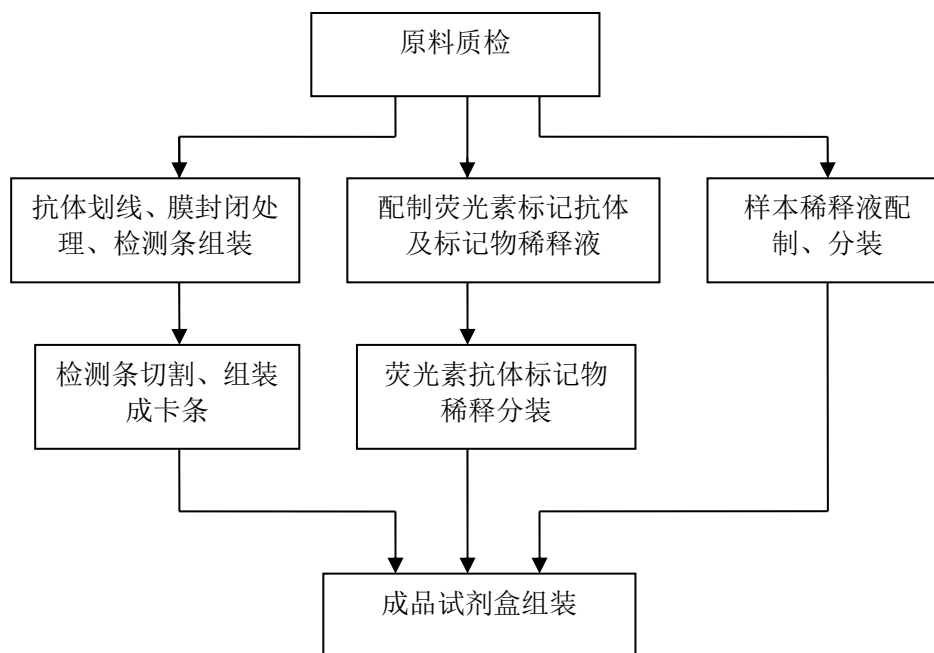 原料质检
抗体划线、膜封闭处
理、检测条组装
配制荧光素标记抗体
及标记物稀释液
样本稀释液配
制、分装
检测条切割、组装
成卡条
荧光素抗体标记物
稀释分装
成品试剂盒组装